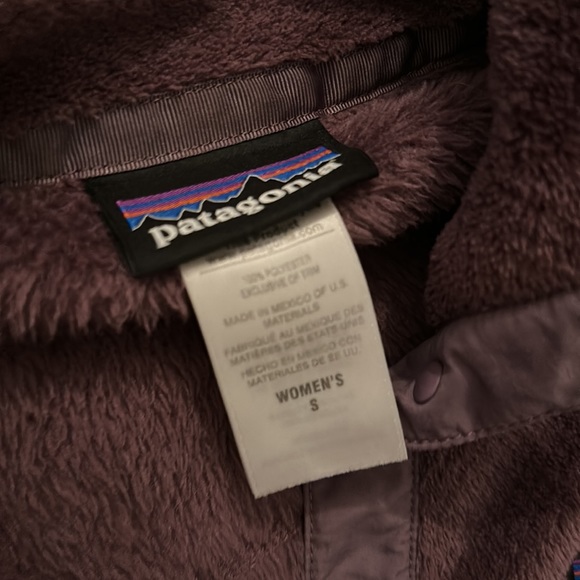 patagonia
100% POLYESTER
EXCLUSIVE OF TRIM
MADE IN MEXICO OF U.S.
MATERIALS
FABRIQUÉ AU MEXIQUE DES
MATIÈRES DES ÉTATS-UNIS
HECHO EN MÉXICO CON
MATERIALES DE EE.UU.
WOMEN'S
S